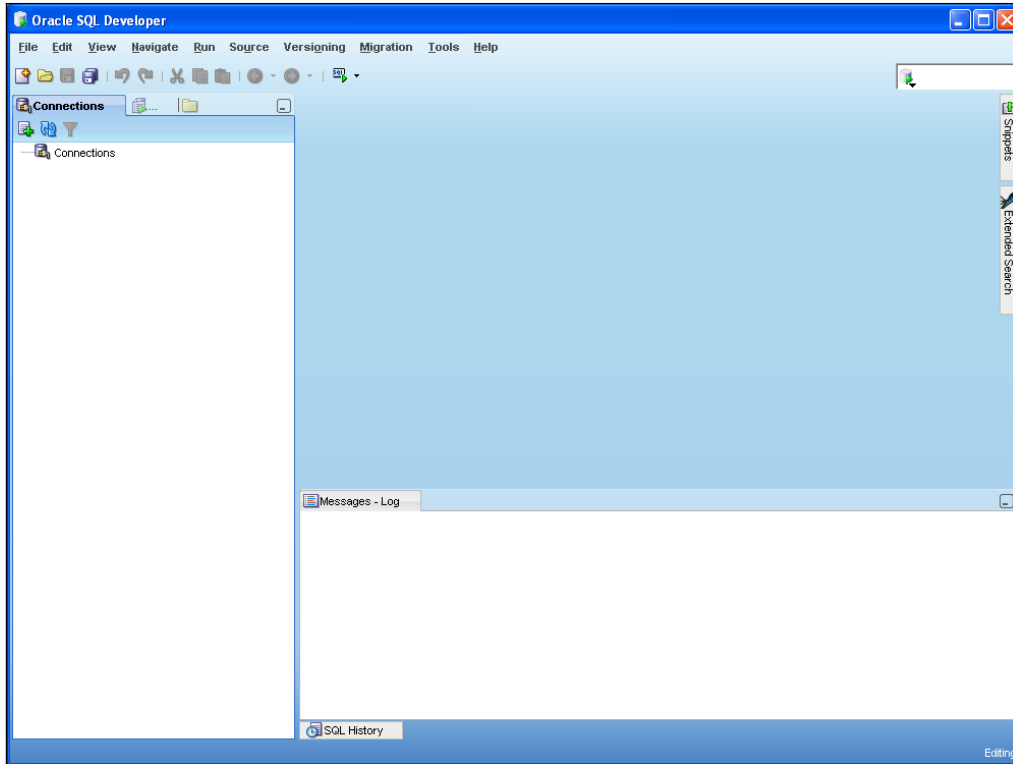 Oracle SQL Developer
File Edit View Navigate Run Source Versioning Migration Tools Help
SQL
Connections ...
Connections
Snippets
Extended Search
Messages - Log
SQL History
Editing